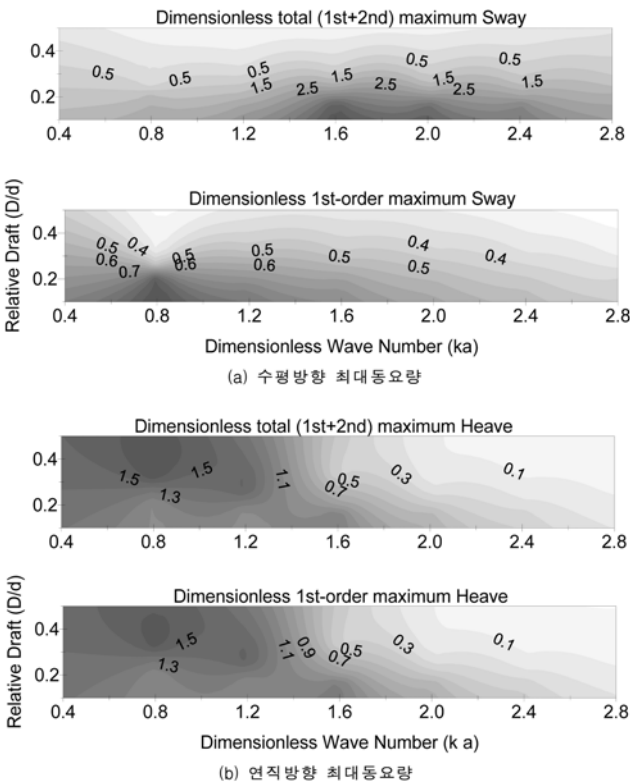 Dimensionless total (1st+2nd) maximum Sway
0.4
0.2
0.5 0.5 0.5 1.5 2.5 1.5 2.5 0.5 1.5 2.5 0.5 1.5
0.4 0.8 1.2 1.6 2.0 2.4 2.8
Dimensionless 1st-order maximum Sway
0.4
0.2
0.5 0.6 0.4 0.7 0.5 0.6 0.5 0.6 0.5 0.4 0.5 0.4
0.4 0.8 1.2 1.6 2.0 2.4 2.8
Relative Draft (D/d)
Dimensionless Wave Number (ka)
(a) 수평방향 최대동요량
Dimensionless total (1st+2nd) maximum Heave
0.4
0.2
1.5 1.3 1.5 1.1 0.7 0.5 0.3 0.1
0.4 0.8 1.2 1.6 2.0 2.4 2.8
Dimensionless 1st-order maximum Heave
0.4
0.2
1.3 1.5 1.1 0.9 0.7 0.5 0.3 0.1
0.4 0.8 1.2 1.6 2.0 2.4 2.8
Relative Draft (D/d)
Dimensionless Wave Number (k a)
(b) 연직방향 최대동요량